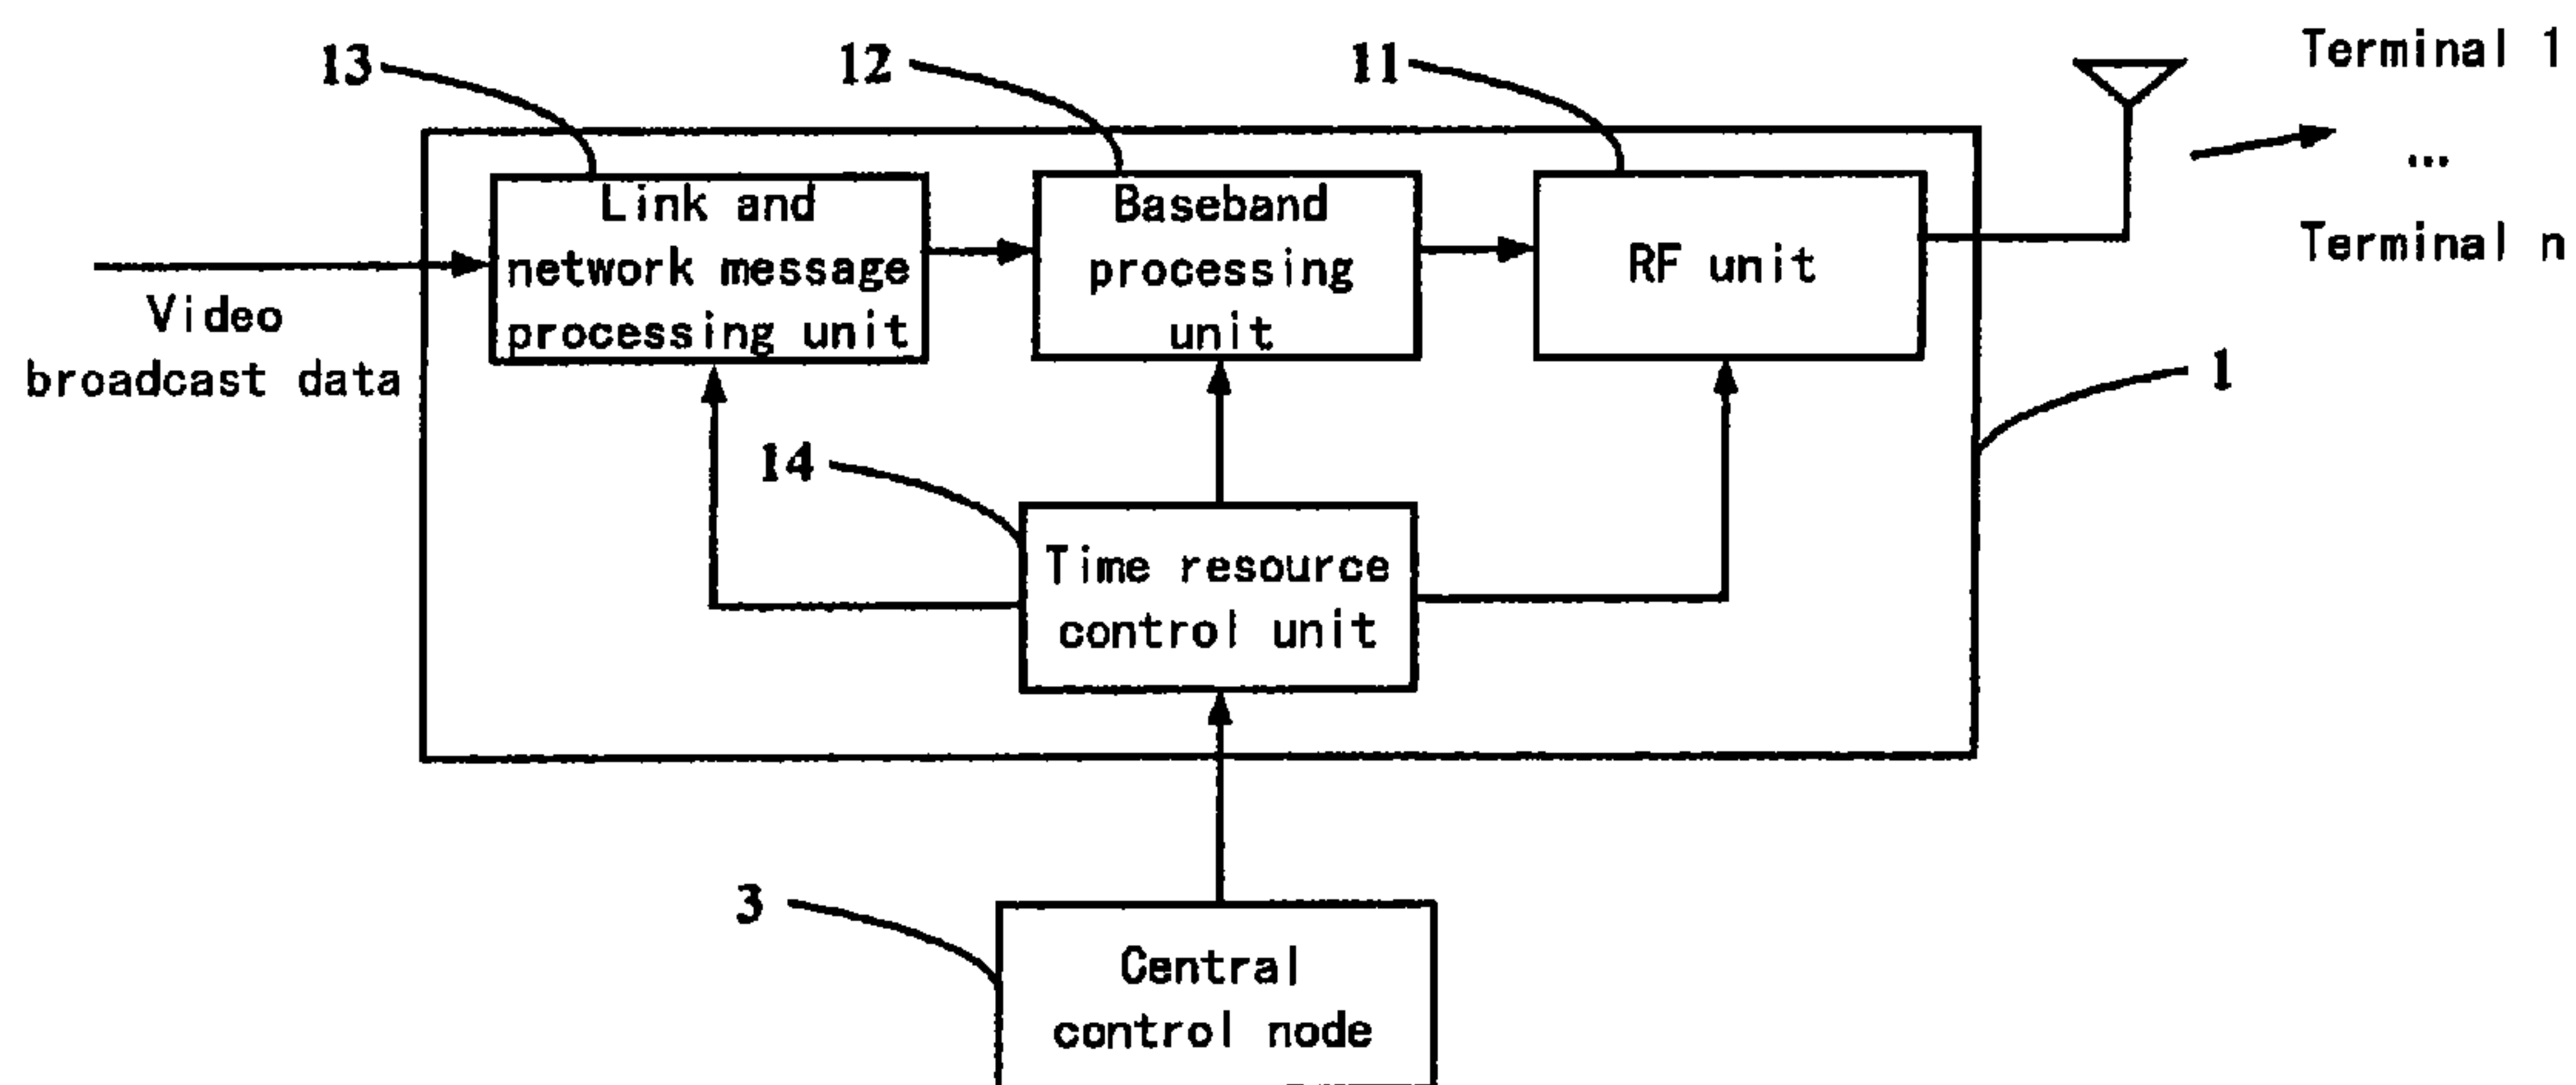 13
12
11
Terminal 1
...
Terminal n
Link and
network message
processing unit
Baseband
processing
unit
RF unit
Video
broadcast data
1
14
Time resource
control unit
3
Central
control node